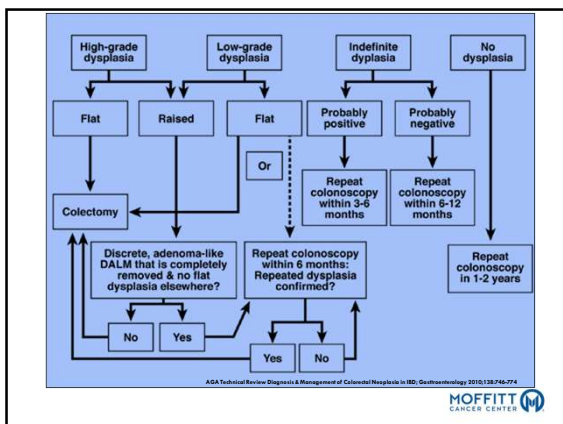 High-grade
dysplasia
Low-grade
dysplasia
Indefinite
dyplasia
No
dysplasia
Flat
Raised
Flat
Probably
positive
Probably
negative
Or
Repeat
colonoscopy
within 3-6
months
Repeat
colonoscopy
within 6-12
months
Colectomy
Discrete, adenoma-like
DALM that is completely
removed & no flat
dysplasia elsewhere?
Repeat colonoscopy
within 6 months:
Repeated dysplasia
confirmed?
Repeat
colonoscopy
in 1-2 years
No
Yes
Yes
No
AGA Technical Review Diagnosis & Management of Colorectal Neoplasia in IBD; Gasttroenterology 2010;138:746-774
MOFFITT
CANCER CENTER